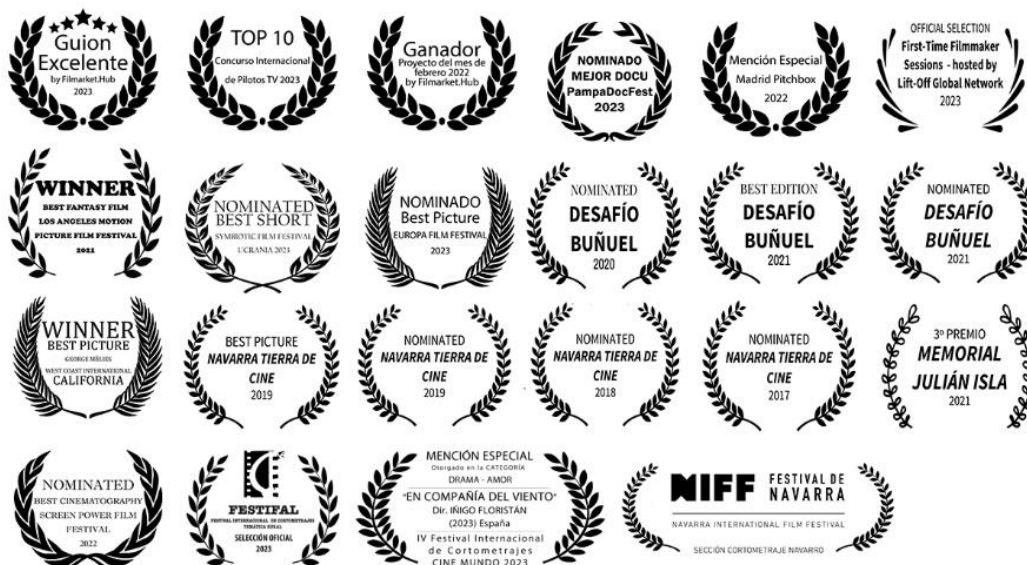 Guion
Excelente
by Filmarket.Hub
2023
TOP 10
Concurso Internacional
de Pilotos TV 2023
Ganador
Proyecto del mes de
febrero 2022
by Filmarket.Hub
NOMINADO
MEJOR DOCU
PampaDocFest
2023
Mención Especial
Madrid Pitchbox
2022
OFFICIAL SELECTION
First-Time Filmmaker
Sessions - hosted by
Lift-Off Global Network
2023
WINNER
BEST FANTASY FILM
LOS ANGELES MOTION
PICTURE FILM FESTIVAL
2021
NOMINATED
BEST SHORT
SYMBIOTIC FILM FESTIVAL
UCRANIA 2023
NOMINADO
Best Picture
EUROPA FILM FESTIVAL
2023
NOMINATED
DESAFÍO
BUÑUEL
2020
BEST EDITION
DESAFÍO
BUÑUEL
2021
NOMINATED
DESAFÍO
BUÑUEL
2021
WINNER
BEST PICTURE
GEORGE MÉLIES
WEST COAST INTERNATIONAL
CALIFORNIA
BEST PICTURE
NAVARRA TIERRA DE
CINE
2019
NOMINATED
NAVARRA TIERRA DE
CINE
2019
NOMINATED
NAVARRA TIERRA DE
CINE
2018
NOMINATED
NAVARRA TIERRA DE
CINE
2017
3º PREMIO
MEMORIAL
JULIÁN ISLA
2021
NOMINATED
BEST CINEMATOGRAPHY
SCREEN POWER FILM
FESTIVAL
2022
FESTIFAL
FESTIVAL INTERNACIONAL DE CORTOMETRAJES
TEMÁTICA RURAL
SELECCIÓN OFICIAL
2023
MENCIÓN ESPECIAL
Otorgado en la CATEGORÍA
DRAMA - AMOR
"EN COMPAÑÍA DEL VIENTO"
Dir. IÑIGO FLORISTÁN
(2023) España
IV Festival Internacional
de Cortometrajes
CINE MUNDO 2023
NIFF FESTIVAL DE
NAVARRA
NAVARRA INTERNATIONAL FILM FESTIVAL
SECCIÓN CORTOMETRAJE NAVARRO